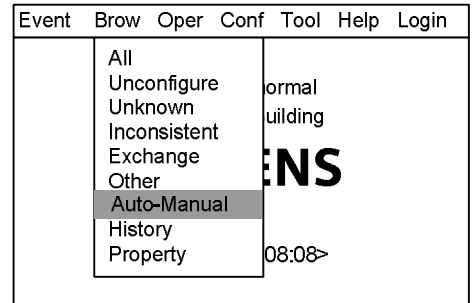 Event Brow Oper Conf Tool Help Login
All
Unconfigure
ormal
Unknown
uilding
Inconsistent
Exchange
ENS
Other
Auto-Manual
History
Property
08:08>